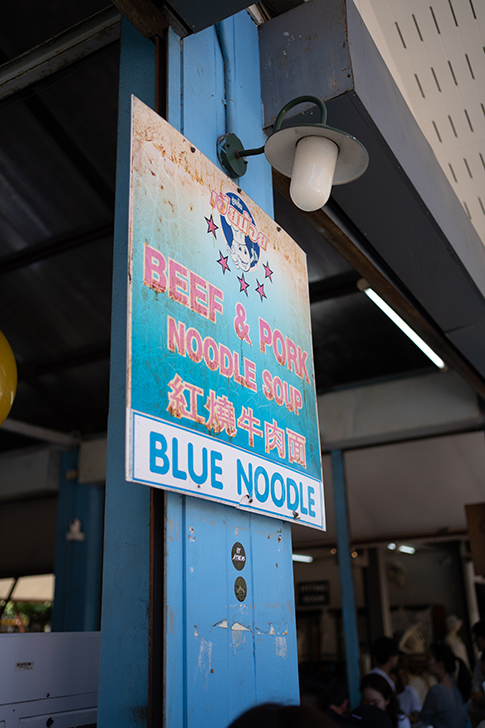 BEEF & PORK
NOODLE SOUP
紅燒牛肉面
BLUE NOODLE